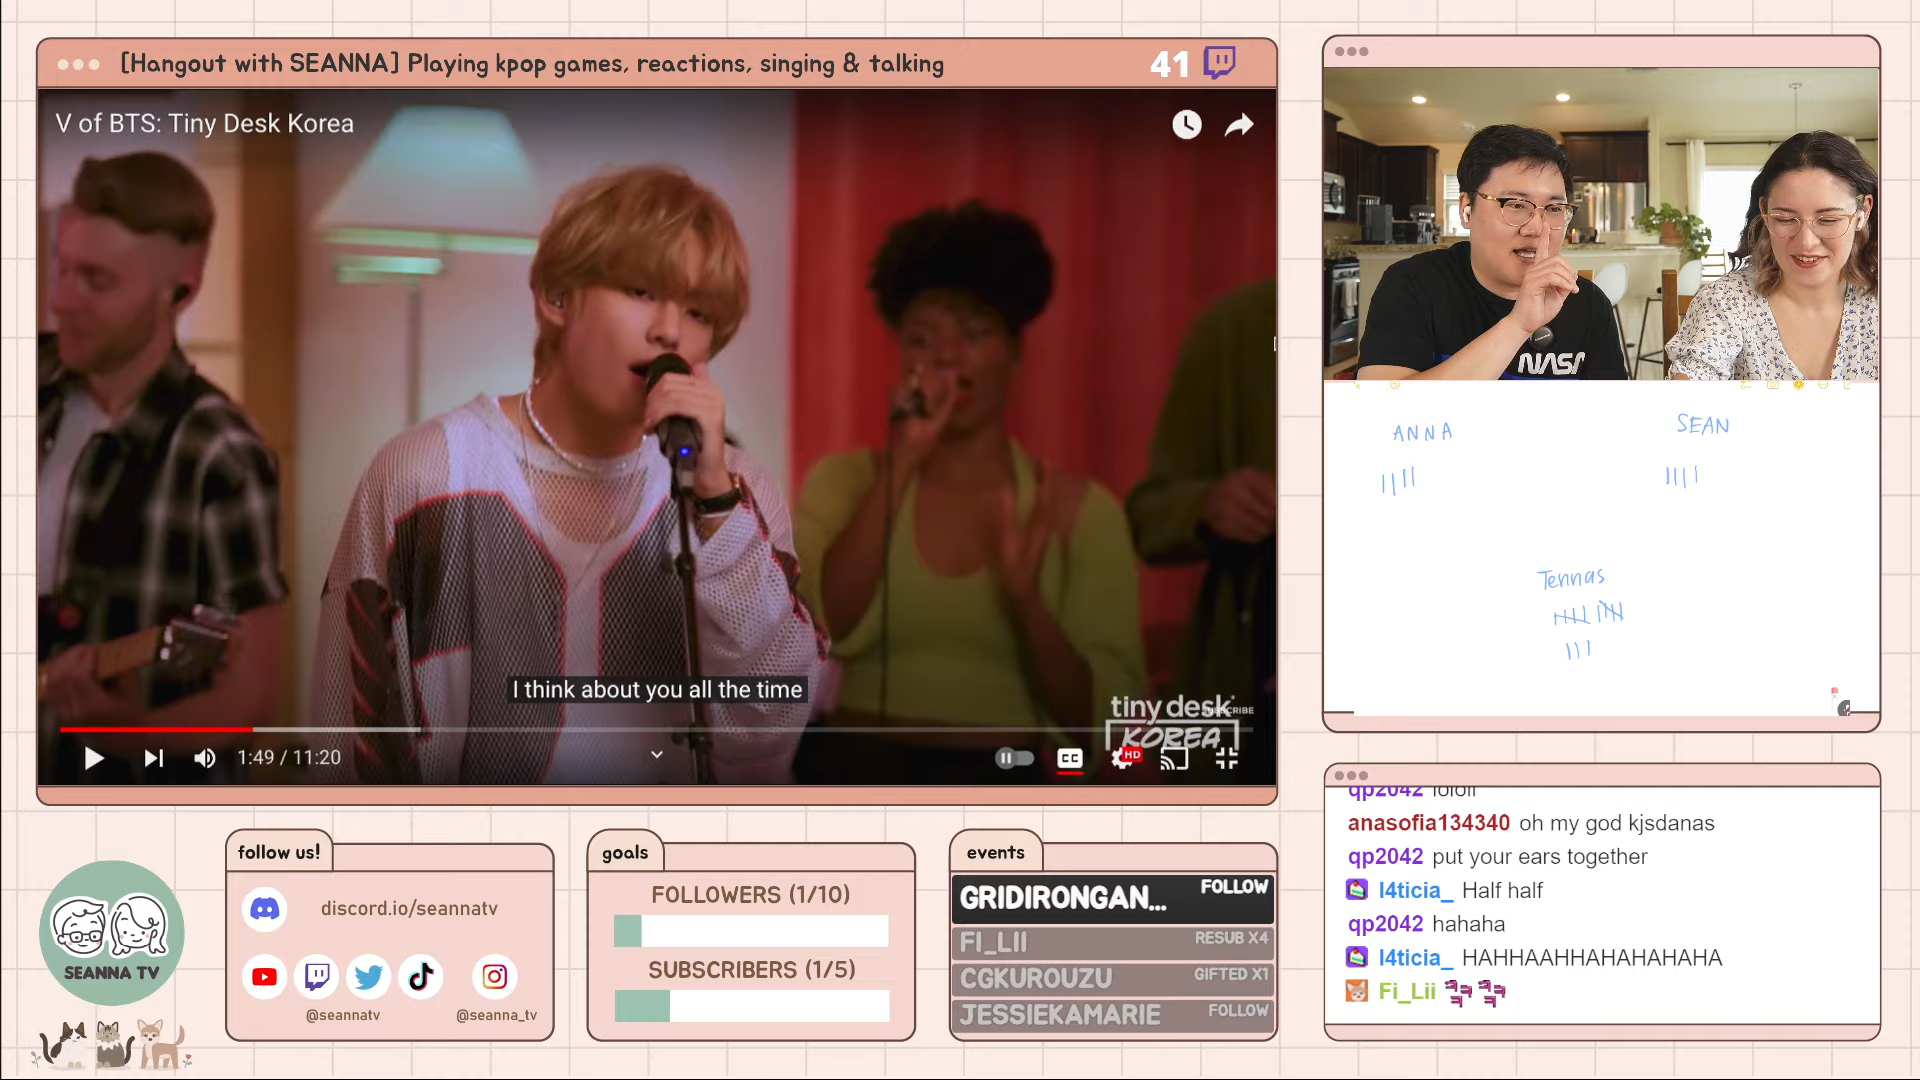 [Hangout with SEANNA] Playing kpop games, reactions, singing & talking
41
V of BTS: Tiny Desk Korea
I think about you all the time
tiny desk
SUBSCRIBE
KOREA
1:49 / 11:20
CC
HD
NASA
ANNA
SEAN
Tennas
qp2042 lololl
anasofia134340 oh my god kjsdanas
qp2042 put your ears together
l4ticia_ Half half
qp2042 hahaha
l4ticia_ HAHHAAHHAHAHAHAHA
Fi_Lii ㅋㅋㅋ ㅋㅋㅋ
SEANNA TV
follow us!
discord.io/seannatv
@seannatv
@seanna_tv
goals
FOLLOWERS (1/10)
SUBSCRIBERS (1/5)
events
GRIDIRONGAN... FOLLOW
FI_LII RESUB X4
CGKUROUZU GIFTED X1
JESSIEKAMARIE FOLLOW